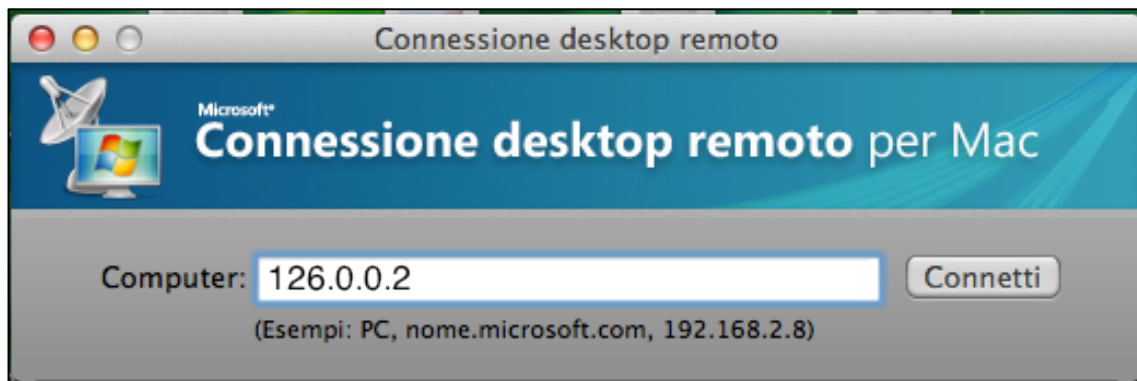 Connessione desktop remoto
Microsoft®
Connessione desktop remoto per Mac
Computer: 126.0.0.2 Connetti
(Esempi: PC, nome.microsoft.com, 192.168.2.8)